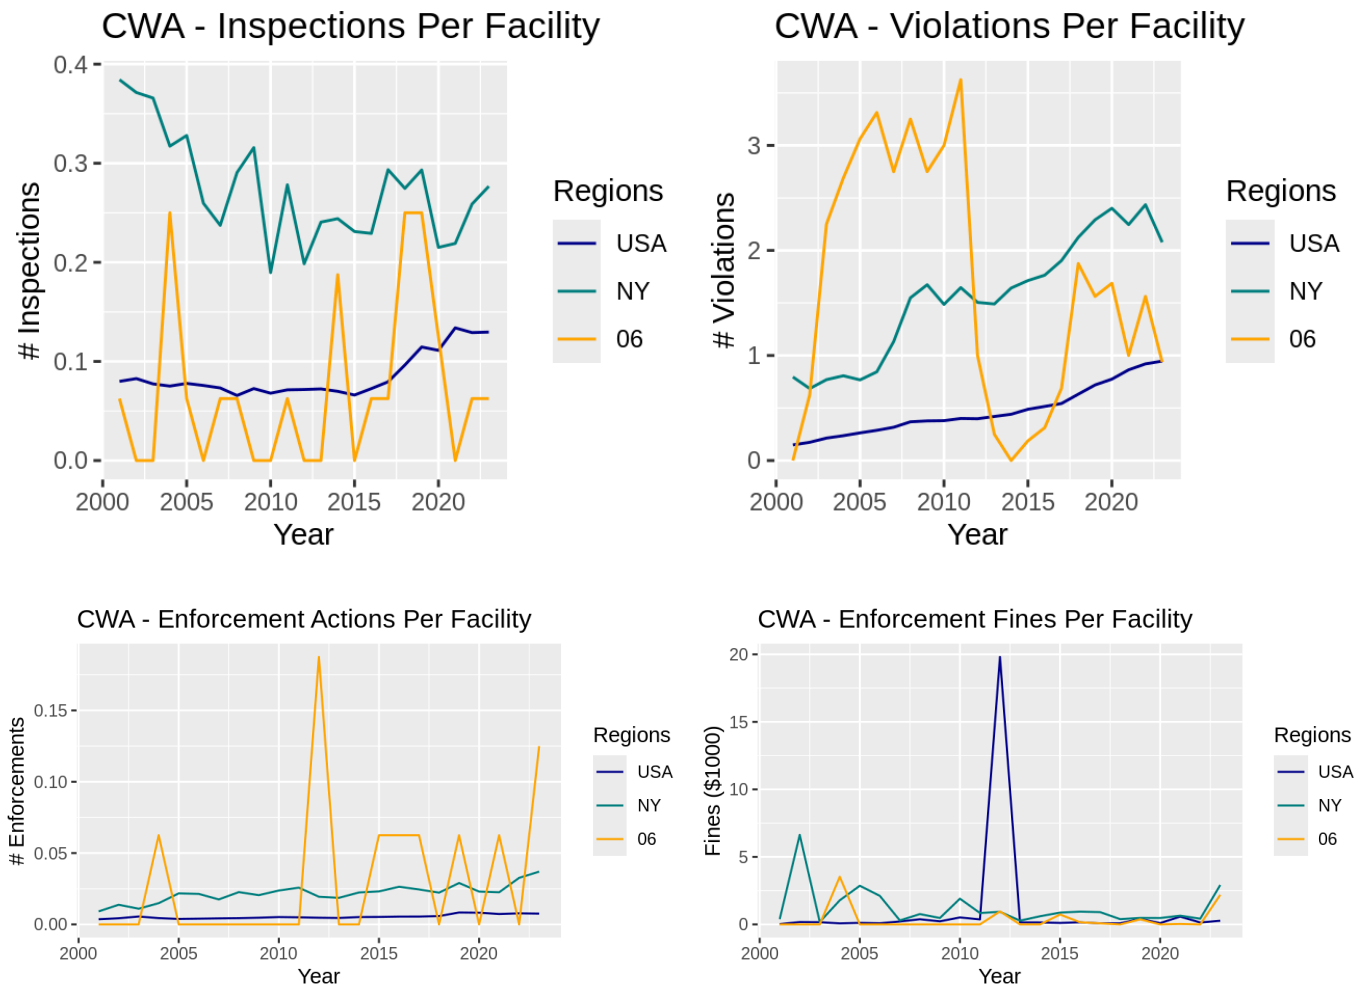 CWA - Inspections Per Facility
0.4
0.3
0.2
0.1
0.0
# Inspections
2000 2005 2010 2015 2020
Year
Regions
USA
NY
06
CWA - Violations Per Facility
3
2
1
0
# Violations
2000 2005 2010 2015 2020
Year
Regions
USA
NY
06
CWA - Enforcement Actions Per Facility
0.15
0.10
0.05
0.00
# Enforcements
2000 2005 2010 2015 2020
Year
Regions
USA
NY
06
CWA - Enforcement Fines Per Facility
20
15
10
5
0
Fines ($1000)
2000 2005 2010 2015 2020
Year
Regions
USA
NY
06